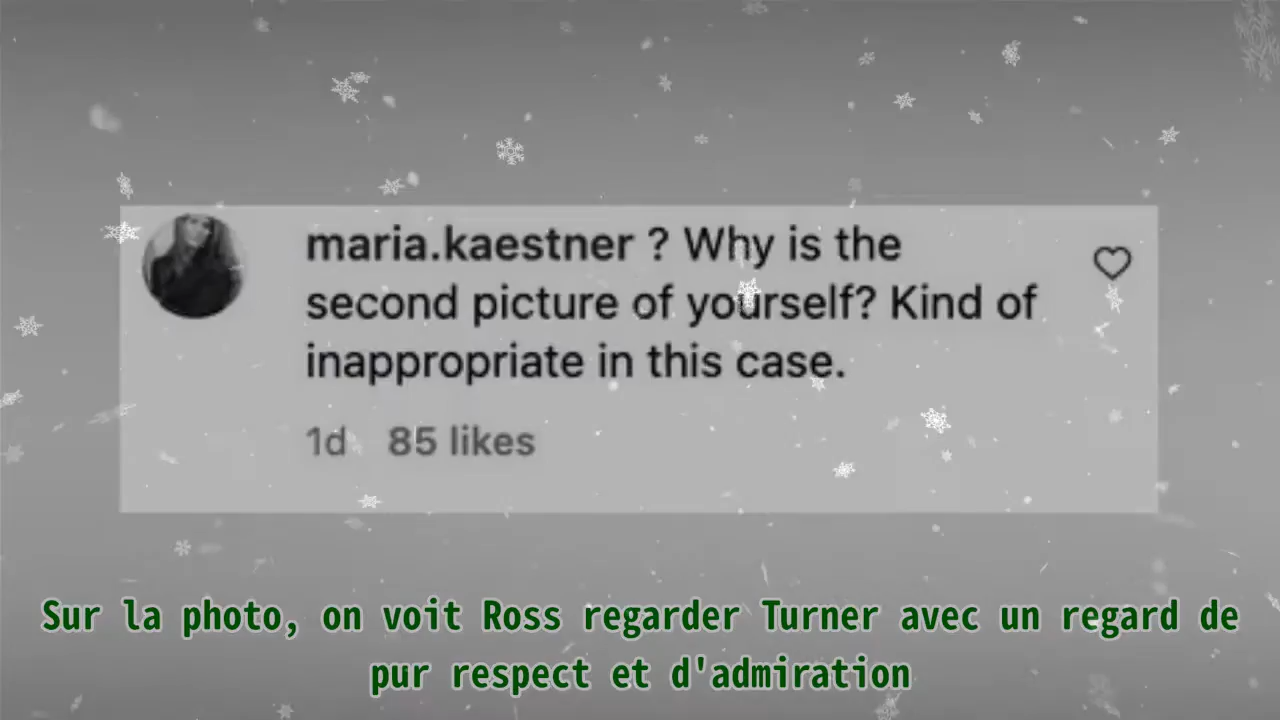 maria.kaestner ? Why is the
second picture of yourself? Kind of
inappropriate in this case.
1d 85 likes
Sur la photo, on voit Ross regarder Turner avec un regard de
pur respect et d'admiration